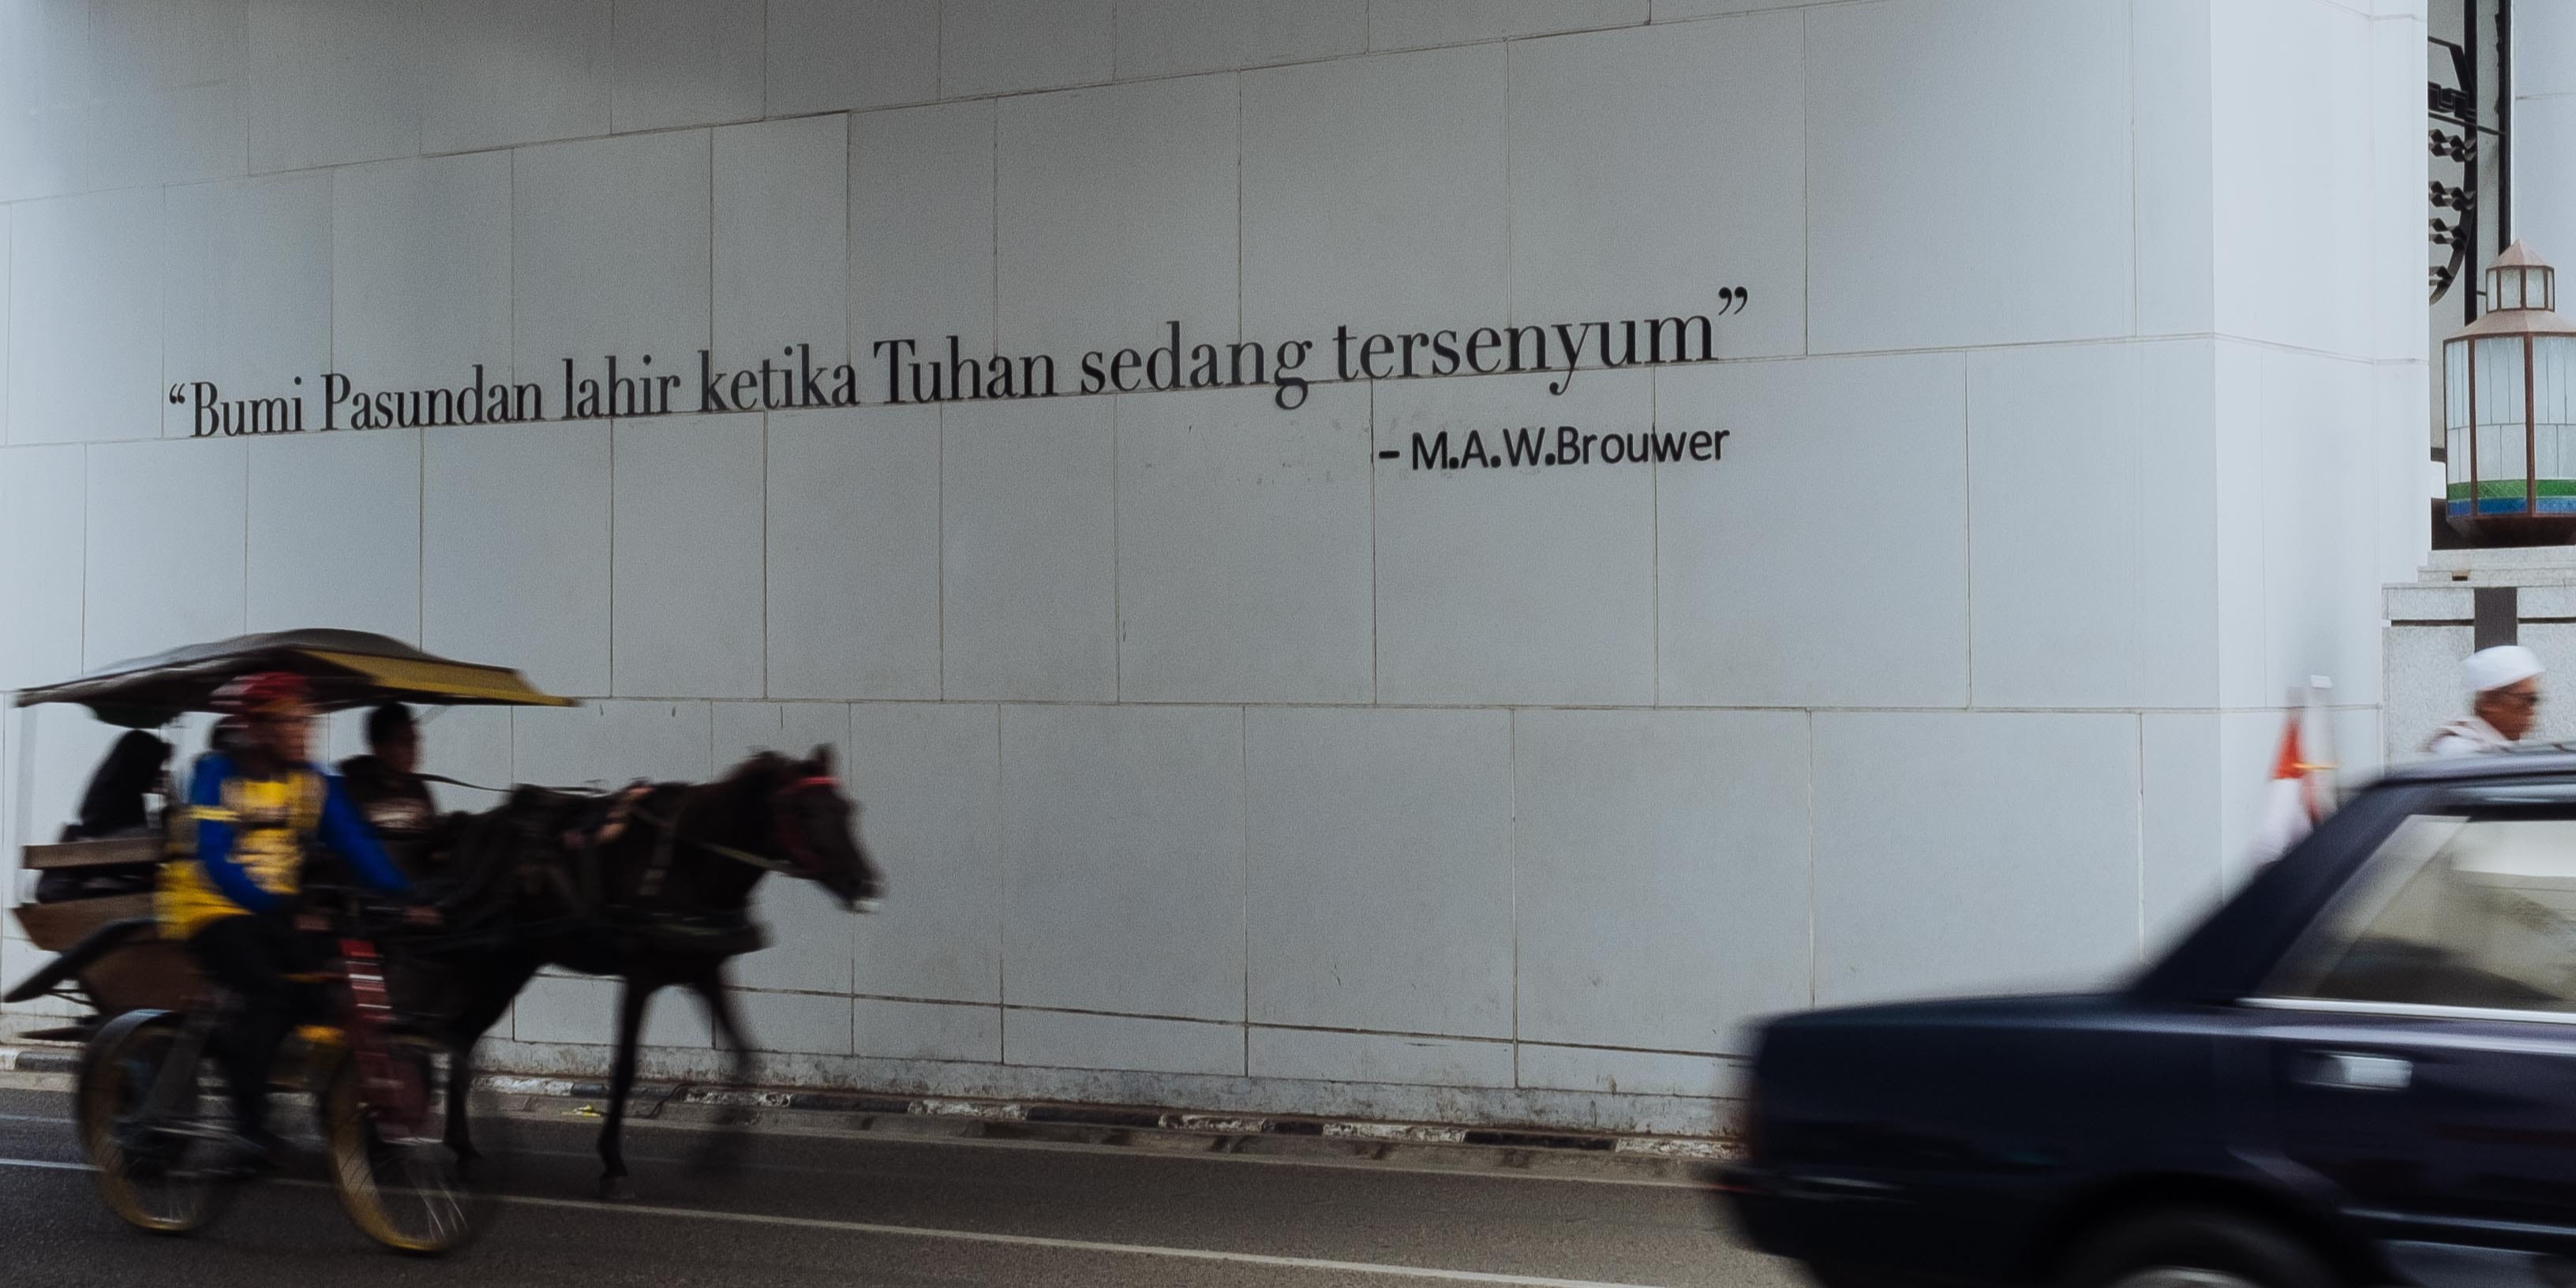 “Bumi Pasundan lahir ketika Tuhan sedang tersenyum”
– M.A.W.Brouwer